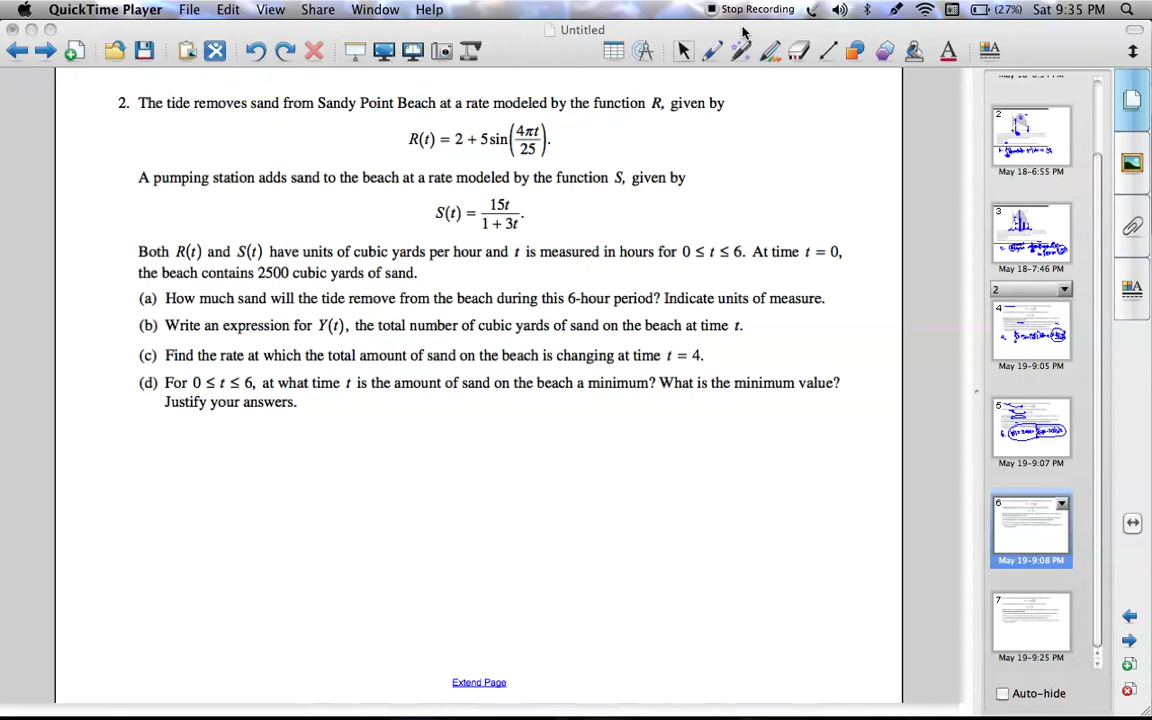 QuickTime Player File Edit View Share Window Help Stop Recording (27%) Sat 9:35 PM
Untitled
2. The tide removes sand from Sandy Point Beach at a rate modeled by the function R, given by
R(t) = 2 + 5 sin(4πt/25).
A pumping station adds sand to the beach at a rate modeled by the function S, given by
S(t) = 15t/(1 + 3t).
Both R(t) and S(t) have units of cubic yards per hour and t is measured in hours for 0 ≤ t ≤ 6. At time t = 0,
the beach contains 2500 cubic yards of sand.
(a) How much sand will the tide remove from the beach during this 6-hour period? Indicate units of measure.
(b) Write an expression for Y(t), the total number of cubic yards of sand on the beach at time t.
(c) Find the rate at which the total amount of sand on the beach is changing at time t = 4.
(d) For 0 ≤ t ≤ 6, at what time t is the amount of sand on the beach a minimum? What is the minimum value?
Justify your answers.
Extend Page
2
May 18-6:55 PM
3
May 18-7:46 PM
2
4
May 19-9:05 PM
5
May 19-9:07 PM
6
May 19-9:08 PM
7
May 19-9:25 PM
Auto-hide